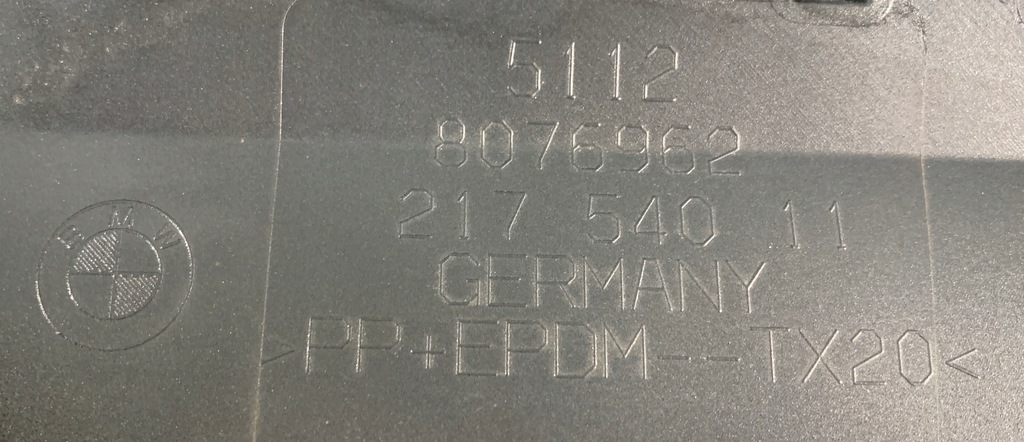 5112
8076962
217 540 11
GERMANY
BMW
>PP+EPDM--TX20<